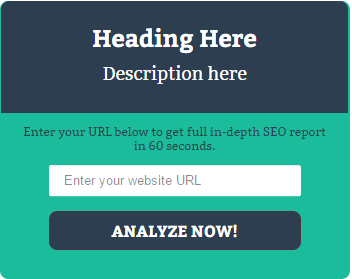 Heading Here
Description here
Enter your URL below to get full in-depth SEO report
in 60 seconds.
Enter your website URL
ANALYZE NOW!